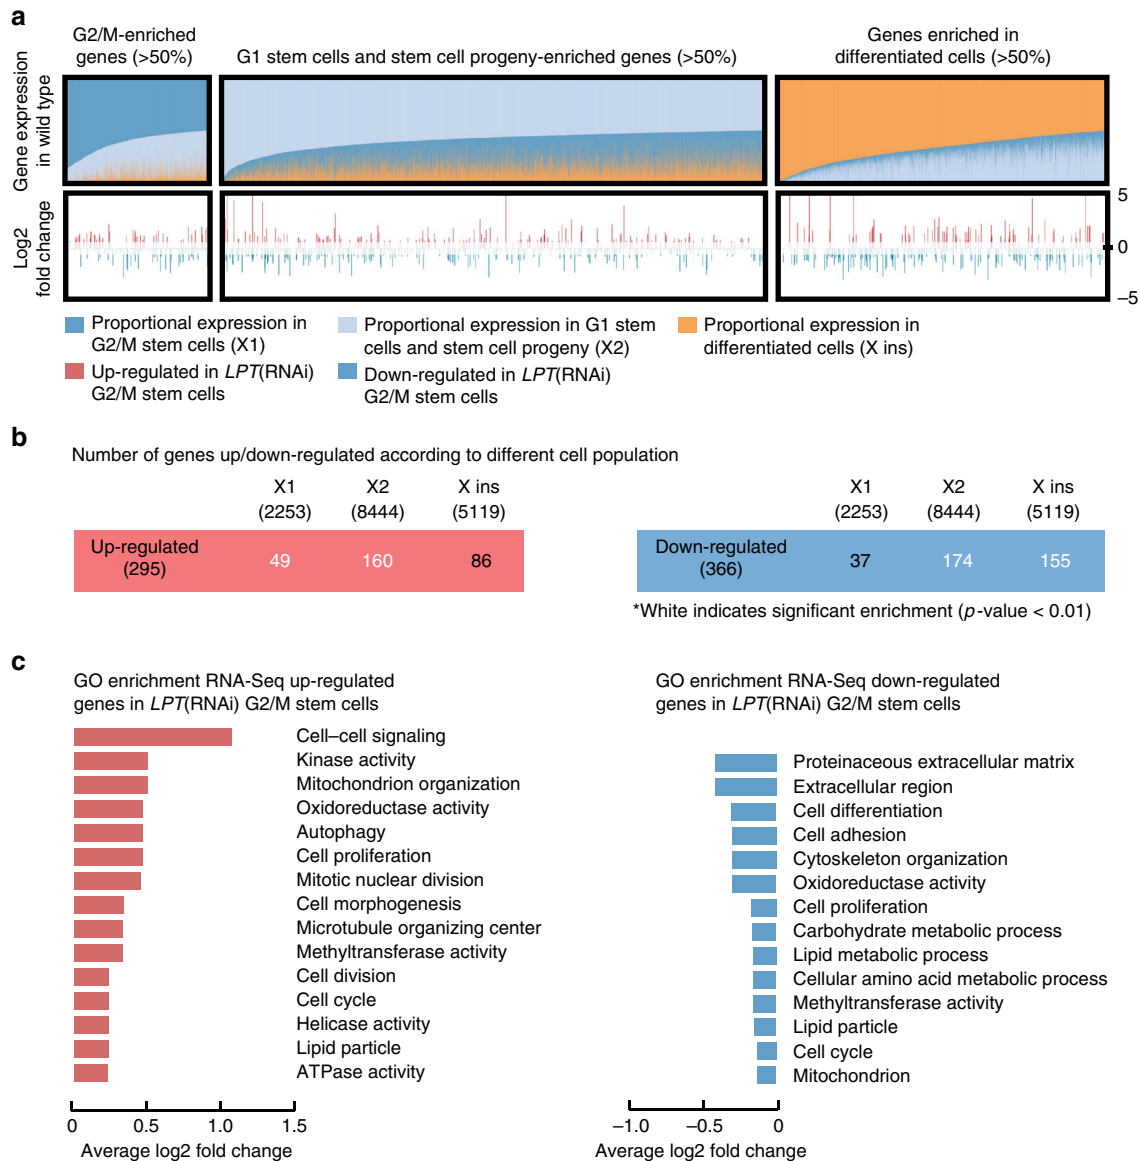 a
G2/M-enriched
genes (>50%)
G1 stem cells and stem cell progeny-enriched genes (>50%)
Genes enriched in
differentiated cells (>50%)
Gene expression
in wild type
Log2
fold change
5
0
–5
Proportional expression in
G2/M stem cells (X1)
Proportional expression in G1 stem
cells and stem cell progeny (X2)
Proportional expression in
differentiated cells (X ins)
Up-regulated in LPT(RNAi)
G2/M stem cells
Down-regulated in LPT(RNAi)
G2/M stem cells
b
Number of genes up/down-regulated according to different cell population
X1 X2 X ins
(2253) (8444) (5119)
Up-regulated
(295) 49 160 86
X1 X2 X ins
(2253) (8444) (5119)
Down-regulated
(366) 37 174 155
*White indicates significant enrichment (p-value < 0.01)
c
GO enrichment RNA-Seq up-regulated
genes in LPT(RNAi) G2/M stem cells
Cell–cell signaling
Kinase activity
Mitochondrion organization
Oxidoreductase activity
Autophagy
Cell proliferation
Mitotic nuclear division
Cell morphogenesis
Microtubule organizing center
Methyltransferase activity
Cell division
Cell cycle
Helicase activity
Lipid particle
ATPase activity
0 0.5 1.0 1.5
Average log2 fold change
GO enrichment RNA-Seq down-regulated
genes in LPT(RNAi) G2/M stem cells
Proteinaceous extracellular matrix
Extracellular region
Cell differentiation
Cell adhesion
Cytoskeleton organization
Oxidoreductase activity
Cell proliferation
Carbohydrate metabolic process
Lipid metabolic process
Cellular amino acid metabolic process
Methyltransferase activity
Lipid particle
Cell cycle
Mitochondrion
–1.0 –0.5 0
Average log2 fold change